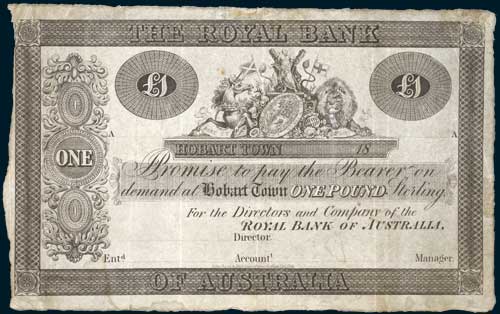 THE ROYAL BANK
£1 £1
A A
HOBART TOWN 18
ONE
Promise to pay the Bearer on
demand at Hobart Town ONE POUND Sterling.
For the Directors and Company of the
ROYAL BANK OF AUSTRALIA.
Director.
Entd Accountt Manager.
OF AUSTRALIA